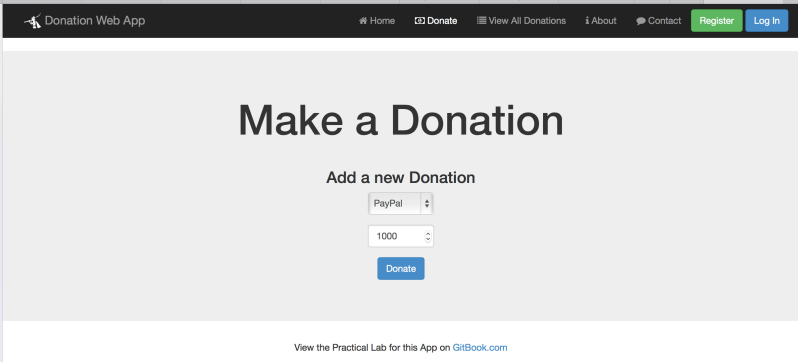 Donation Web App Home Donate View All Donations About Contact Register Log In
Make a Donation
Add a new Donation
PayPal
1000
Donate
View the Practical Lab for this App on GitBook.com